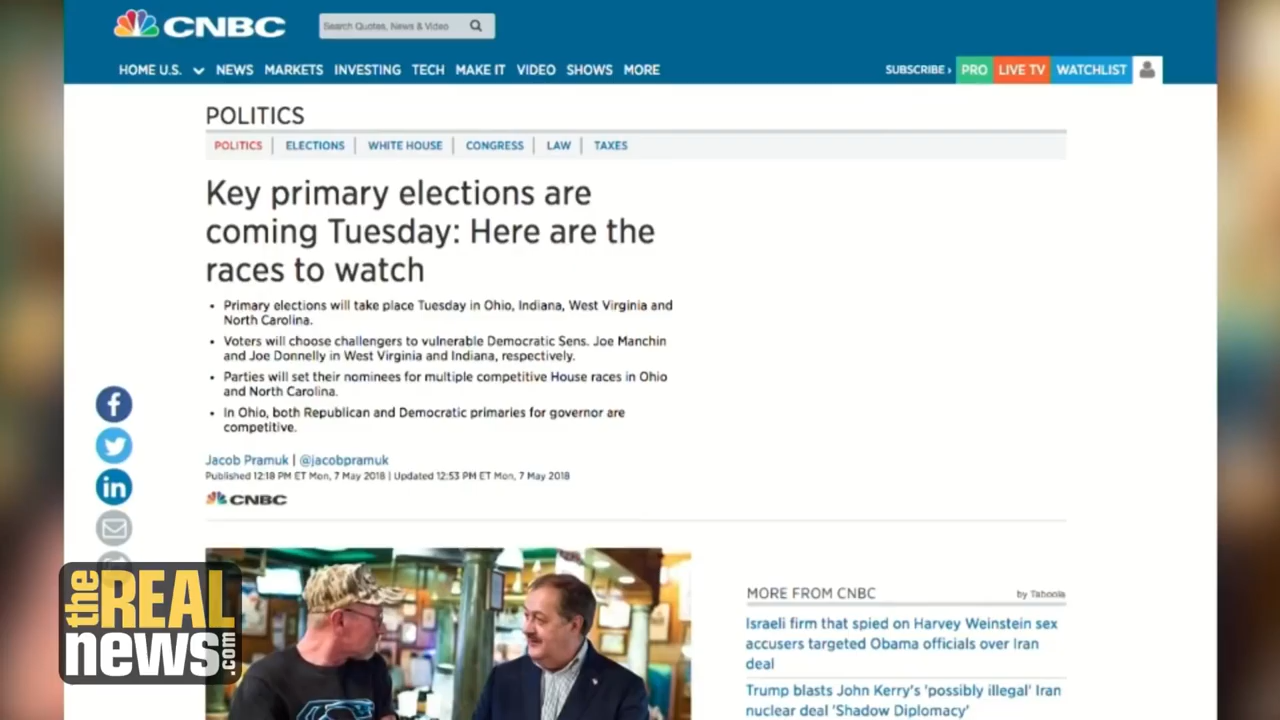 CNBC
Search Quotes, News & Video
HOME U.S. NEWS MARKETS INVESTING TECH MAKE IT VIDEO SHOWS MORE
SUBSCRIBE › PRO LIVE TV WATCHLIST
POLITICS
POLITICS ELECTIONS WHITE HOUSE CONGRESS LAW TAXES
Key primary elections are
coming Tuesday: Here are the
races to watch
• Primary elections will take place Tuesday in Ohio, Indiana, West Virginia and
North Carolina.
• Voters will choose challengers to vulnerable Democratic Sens. Joe Manchin
and Joe Donnelly in West Virginia and Indiana, respectively.
• Parties will set their nominees for multiple competitive House races in Ohio
and North Carolina.
• In Ohio, both Republican and Democratic primaries for governor are
competitive.
Jacob Pramuk | @jacobpramuk
Published 12:18 PM ET Mon, 7 May 2018 | Updated 12:53 PM ET Mon, 7 May 2018
CNBC
MORE FROM CNBC
by Taboola
Israeli firm that spied on Harvey Weinstein sex
accusers targeted Obama officials over Iran
deal
Trump blasts John Kerry's 'possibly illegal' Iran
nuclear deal 'Shadow Diplomacy'
the REAL
news.com